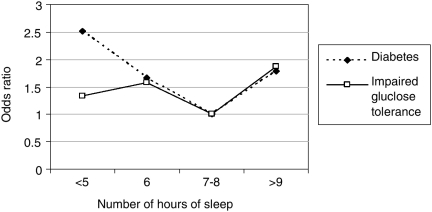 3
2.5
2
1.5
1
0.5
0
Odds ratio
<5
6
7-8
>9
Number of hours of sleep
Diabetes
Impaired
gluclose
tolerance